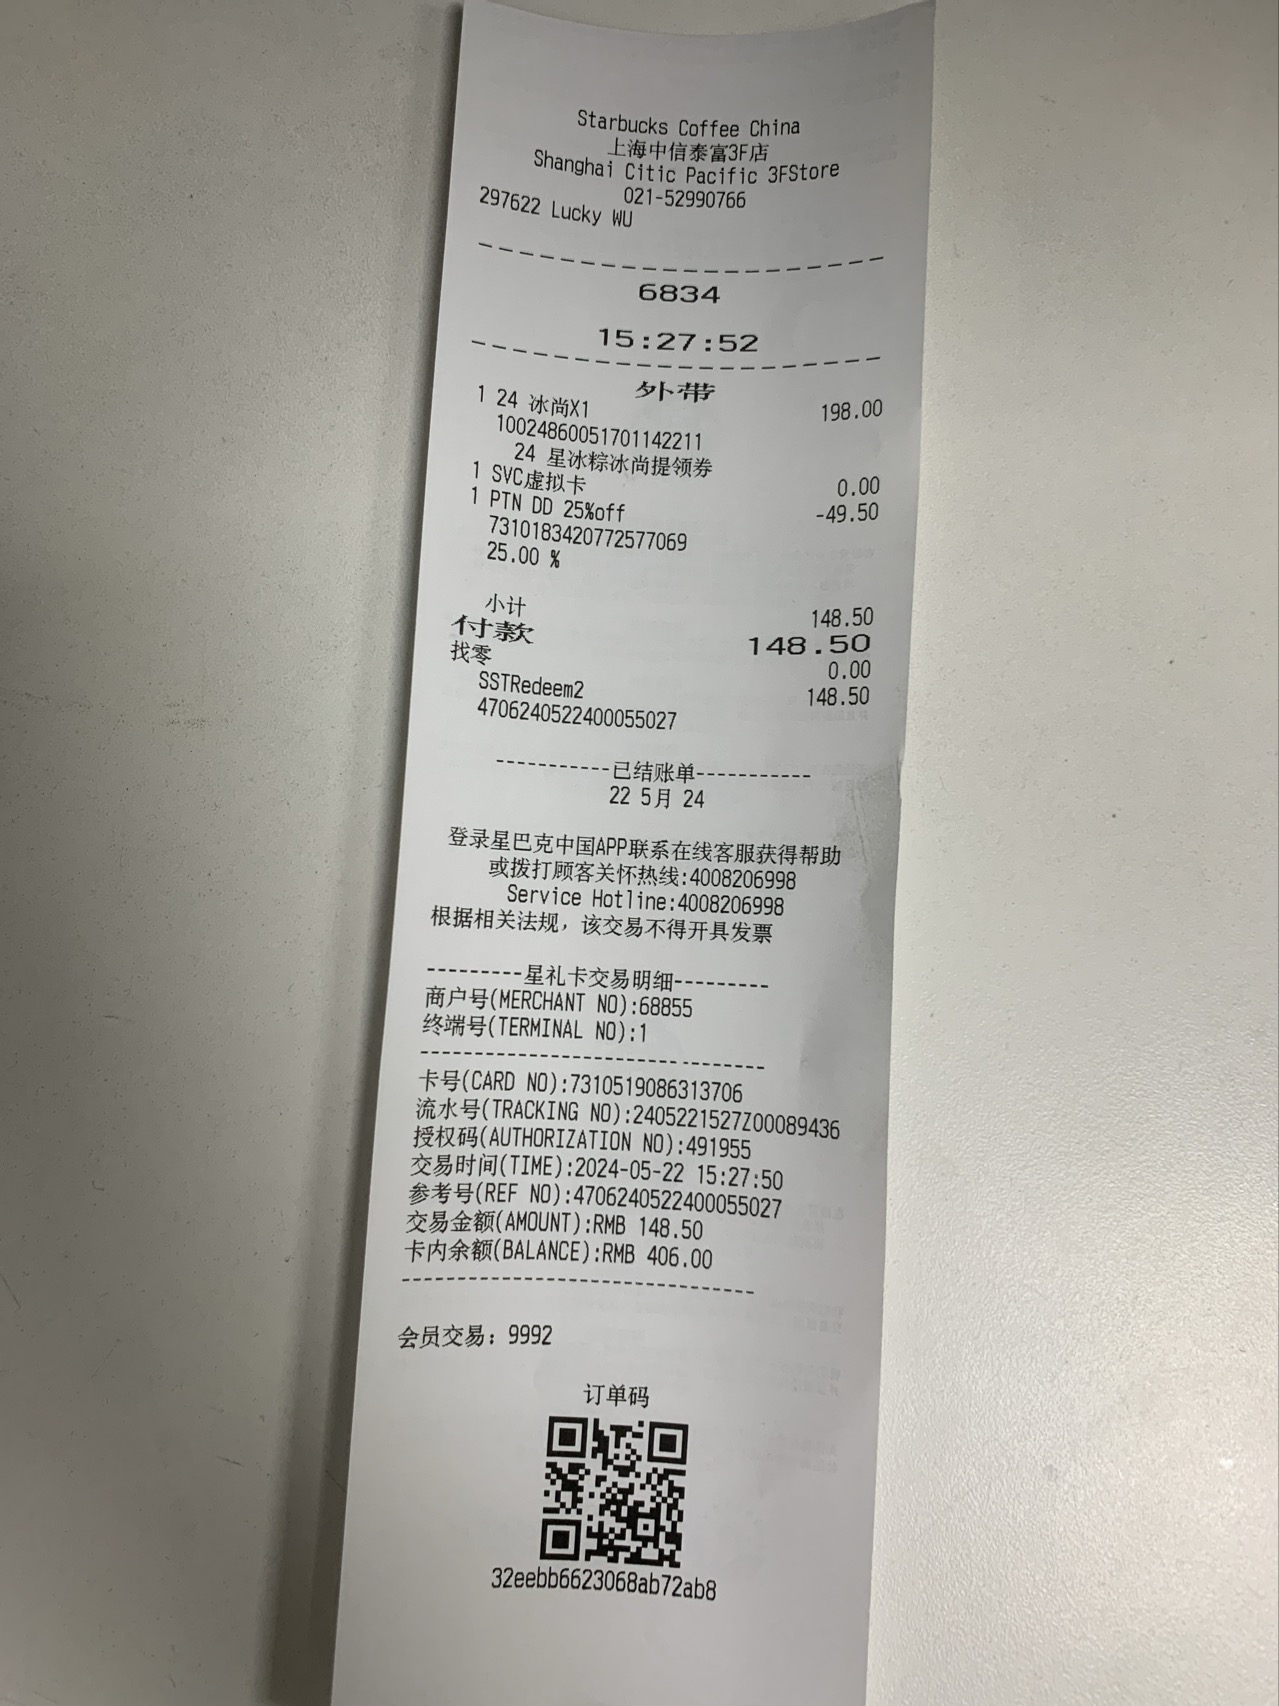 Starbucks Coffee China
上海中信泰富3F店
Shanghai Citic Pacific 3FStore
021-52990766
297622 Lucky WU
6834
15:27:52
外带
1 24 冰尚X1 198.00
10024860051701142211
24 星冰粽冰尚提领券
1 SVC虚拟卡 0.00
1 PTN DD 25%off -49.50
7310183420772577069
25.00 %
小计 148.50
付款 148.50
找零 0.00
SSTRedeem2 148.50
4706240522400055027
-----------已结账单-----------
22 5月 24
登录星巴克中国APP联系在线客服获得帮助
或拨打顾客关怀热线:4008206998
Service Hotline:4008206998
根据相关法规，该交易不得开具发票
---------星礼卡交易明细---------
商户号(MERCHANT NO):68855
终端号(TERMINAL NO):1
卡号(CARD NO):7310519086313706
流水号(TRACKING NO):2405221527Z00089436
授权码(AUTHORIZATION NO):491955
交易时间(TIME):2024-05-22 15:27:50
参考号(REF NO):4706240522400055027
交易金额(AMOUNT):RMB 148.50
卡内余额(BALANCE):RMB 406.00
会员交易：9992
订单码
32eebb6623068ab72ab8